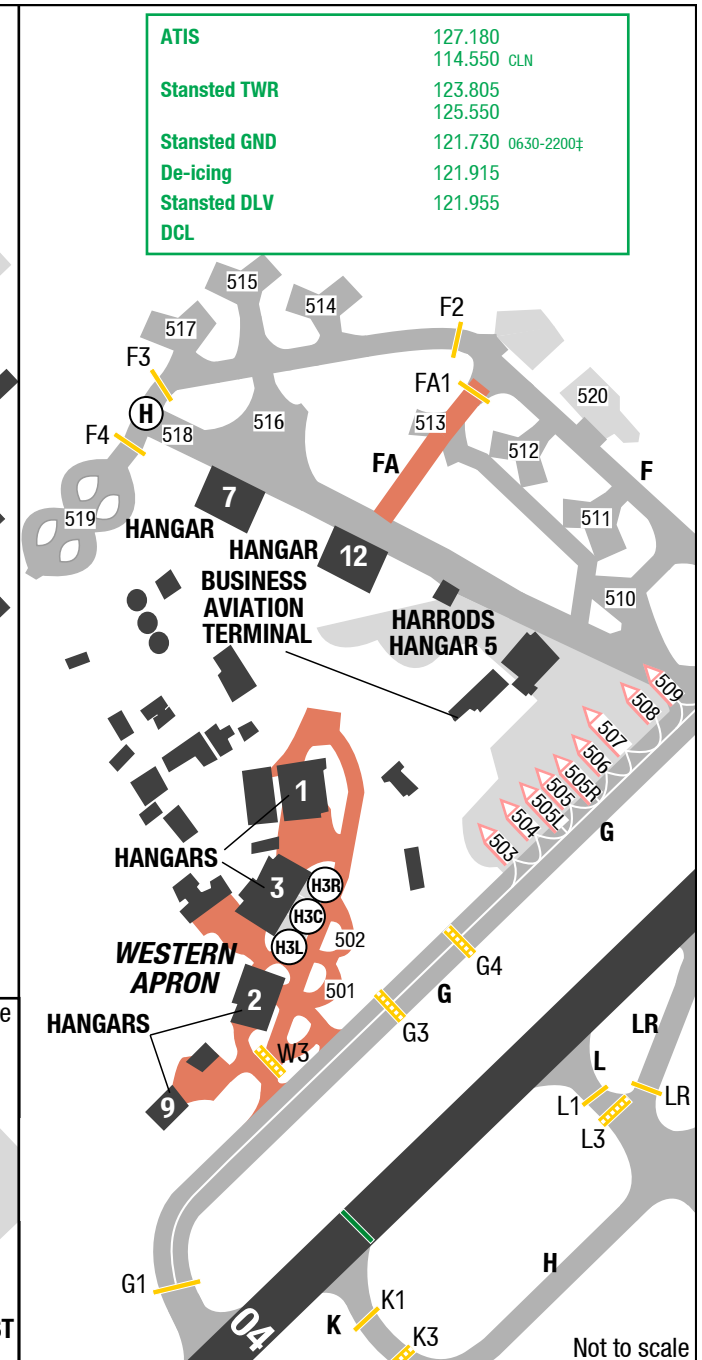 ATIS 127.180
114.550 CLN
Stansted TWR 123.805
125.550
Stansted GND 121.730 0630-2200‡
De-icing 121.915
Stansted DLV 121.955
DCL
515
514
517
F2
F3
FA1
520
H
F4
518
516
513
FA
512
F
519
7
HANGAR
511
HANGAR
12
BUSINESS
AVIATION
TERMINAL
HARRODS
HANGAR 5
510
509
508
507
506
505R
505
505L
504
503
G
1
HANGARS
3
H3R
H3C
H3L
502
WESTERN
APRON
501
2
G4
G
G3
HANGARS
W3
9
LR
L
L1
LR
L3
G1
H
K1
K
K3
04
Not to scale
e
ST